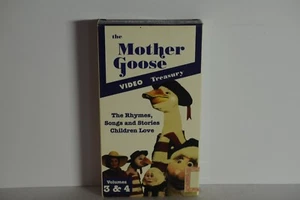 the
Mother
Goose
VIDEO Treasury
The Rhymes,
Songs and Stories
Children Love
Volumes
3 & 4